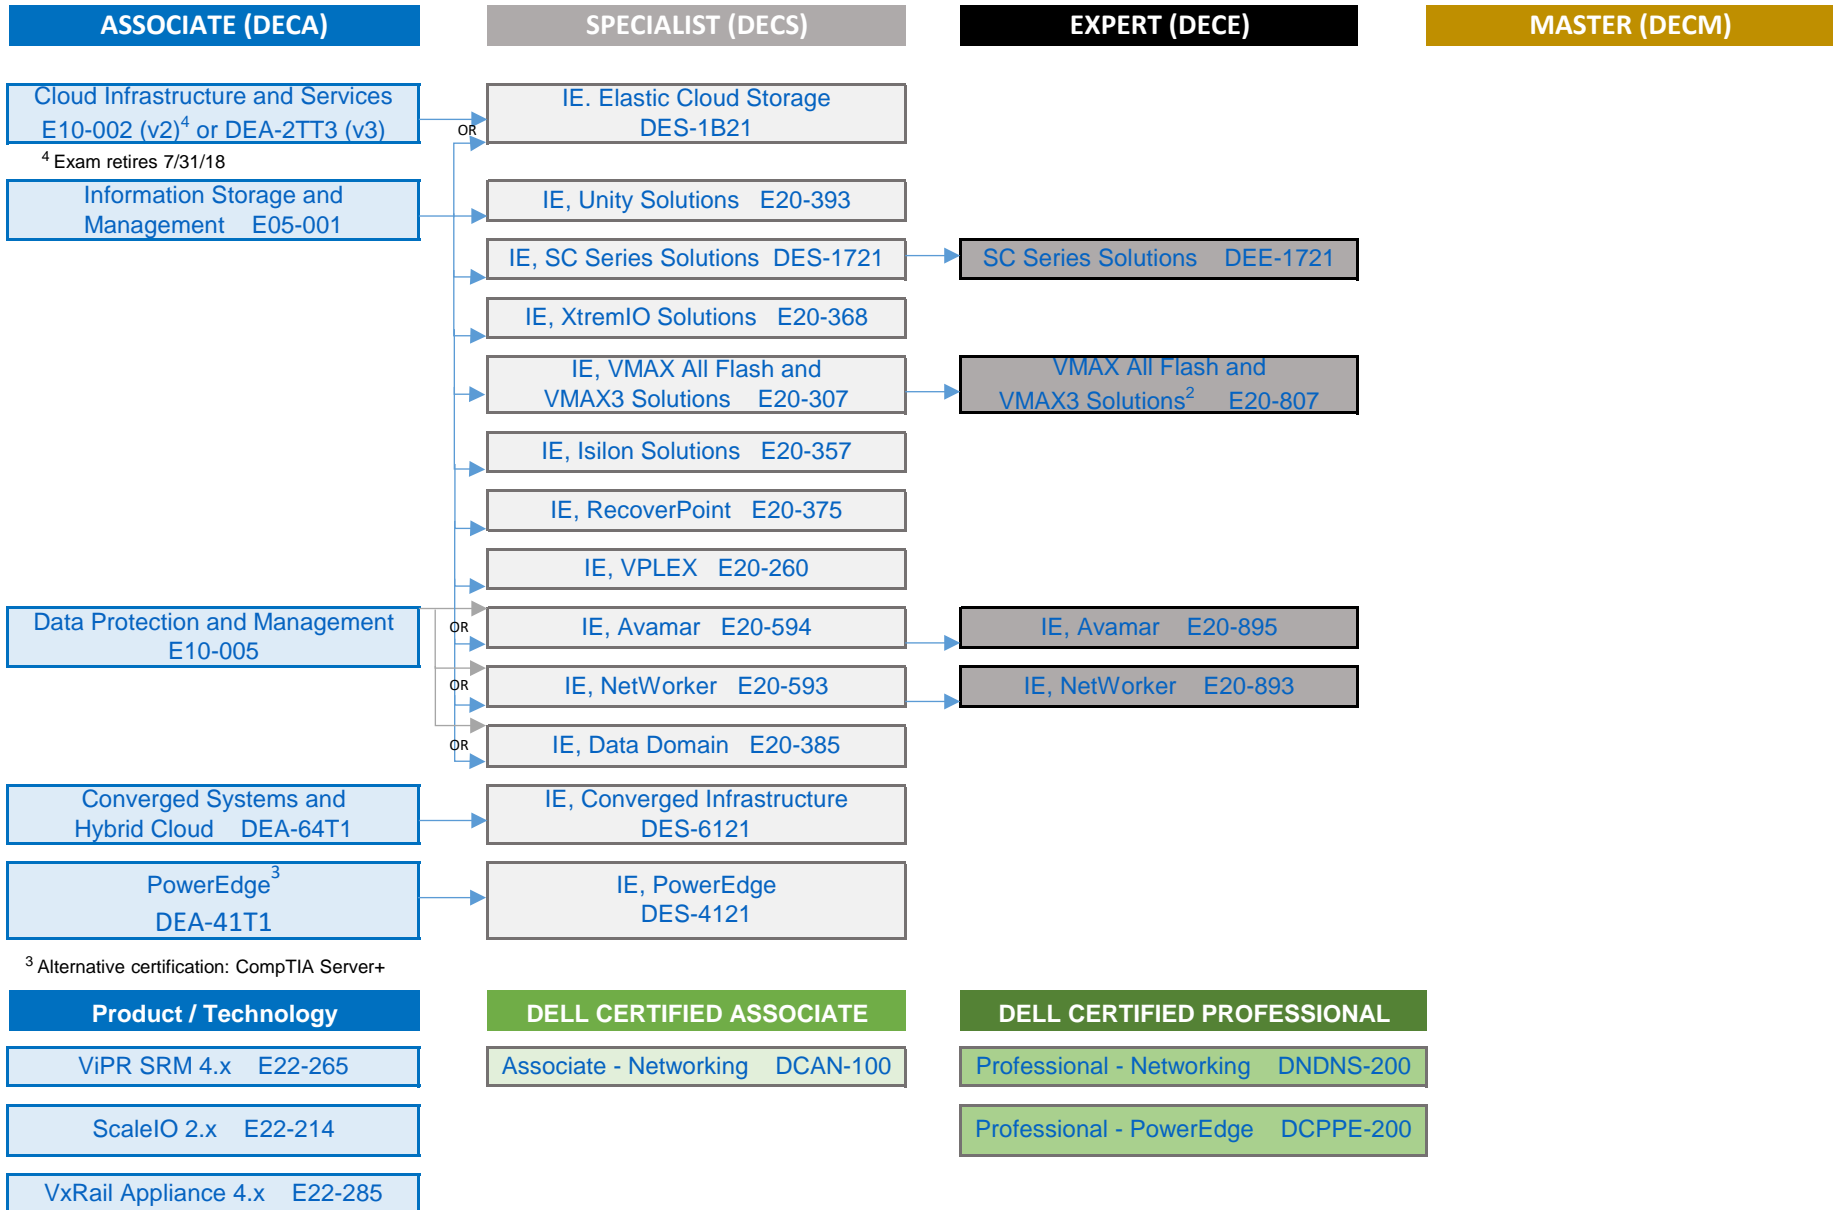 ASSOCIATE (DECA)
SPECIALIST (DECS)
EXPERT (DECE)
MASTER (DECM)
Cloud Infrastructure and Services
E10-002 (v2)⁴ or DEA-2TT3 (v3)
⁴ Exam retires 7/31/18
OR
IE. Elastic Cloud Storage
DES-1B21
Information Storage and
Management E05-001
IE, Unity Solutions E20-393
IE, SC Series Solutions DES-1721
SC Series Solutions DEE-1721
IE, XtremIO Solutions E20-368
IE, VMAX All Flash and
VMAX3 Solutions E20-307
VMAX All Flash and
VMAX3 Solutions² E20-807
IE, Isilon Solutions E20-357
IE, RecoverPoint E20-375
IE, VPLEX E20-260
Data Protection and Management
E10-005
OR
IE, Avamar E20-594
IE, Avamar E20-895
OR
IE, NetWorker E20-593
IE, NetWorker E20-893
OR
IE, Data Domain E20-385
Converged Systems and
Hybrid Cloud DEA-64T1
IE, Converged Infrastructure
DES-6121
PowerEdge³
DEA-41T1
IE, PowerEdge
DES-4121
³ Alternative certification: CompTIA Server+
Product / Technology
DELL CERTIFIED ASSOCIATE
DELL CERTIFIED PROFESSIONAL
ViPR SRM 4.x E22-265
Associate - Networking DCAN-100
Professional - Networking DNDNS-200
ScaleIO 2.x E22-214
Professional - PowerEdge DCPPE-200
VxRail Appliance 4.x E22-285